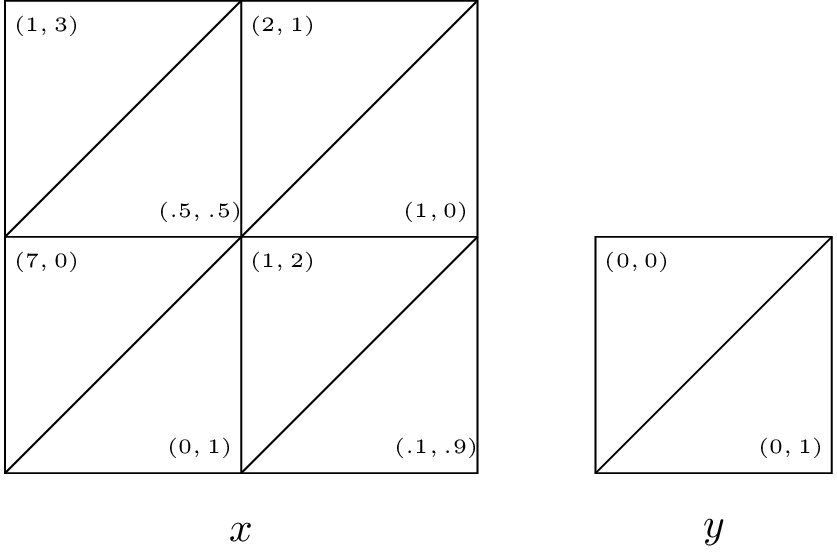 (1, 3) (2, 1)
(.5, .5) (1, 0)
(7, 0) (1, 2) (0, 0)
(0, 1) (.1, .9) (0, 1)
x y